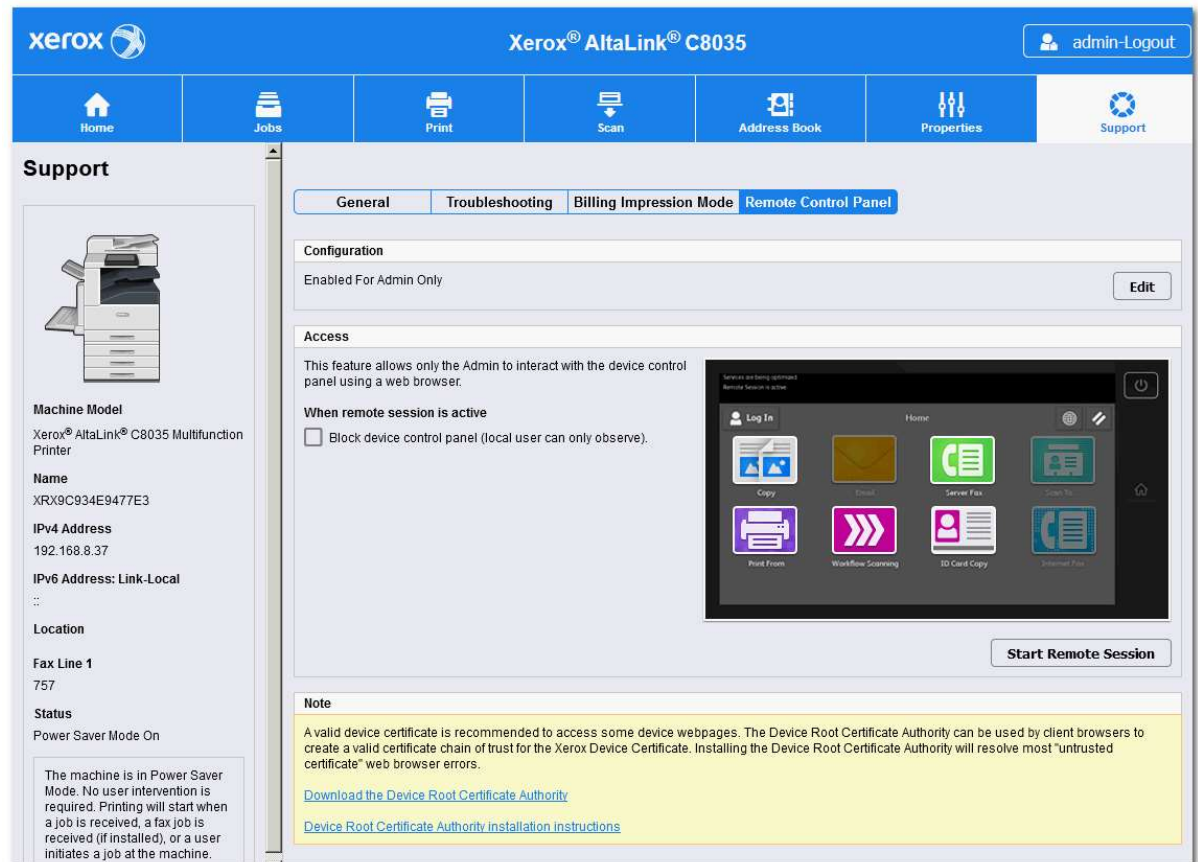 xerox
Xerox® AltaLink® C8035
admin-Logout
Home
Jobs
Print
Scan
Address Book
Properties
Support
Support
Machine Model
Xerox® AltaLink® C8035 Multifunction
Printer
Name
XRX9C934E9477E3
IPv4 Address
192.168.8.37
IPv6 Address: Link-Local
::
Location
Fax Line 1
757
Status
Power Saver Mode On
The machine is in Power Saver
Mode. No user intervention is
required. Printing will start when
a job is received, a fax job is
received (if installed), or a user
initiates a job at the machine.
General
Troubleshooting
Billing Impression Mode
Remote Control Panel
Configuration
Enabled For Admin Only
Edit
Access
This feature allows only the Admin to interact with the device control
panel using a web browser.
When remote session is active
Block device control panel (local user can only observe).
Services are being optimized.
Remote Session is active.
Log In
Home
Copy
Email
Server Fax
Scan To
Print From
Workflow Scanning
ID Card Copy
Internet Fax
Start Remote Session
Note
A valid device certificate is recommended to access some device webpages. The Device Root Certificate Authority can be used by client browsers to
create a valid certificate chain of trust for the Xerox Device Certificate. Installing the Device Root Certificate Authority will resolve most "untrusted
certificate" web browser errors.
Download the Device Root Certificate Authority
Device Root Certificate Authority installation instructions